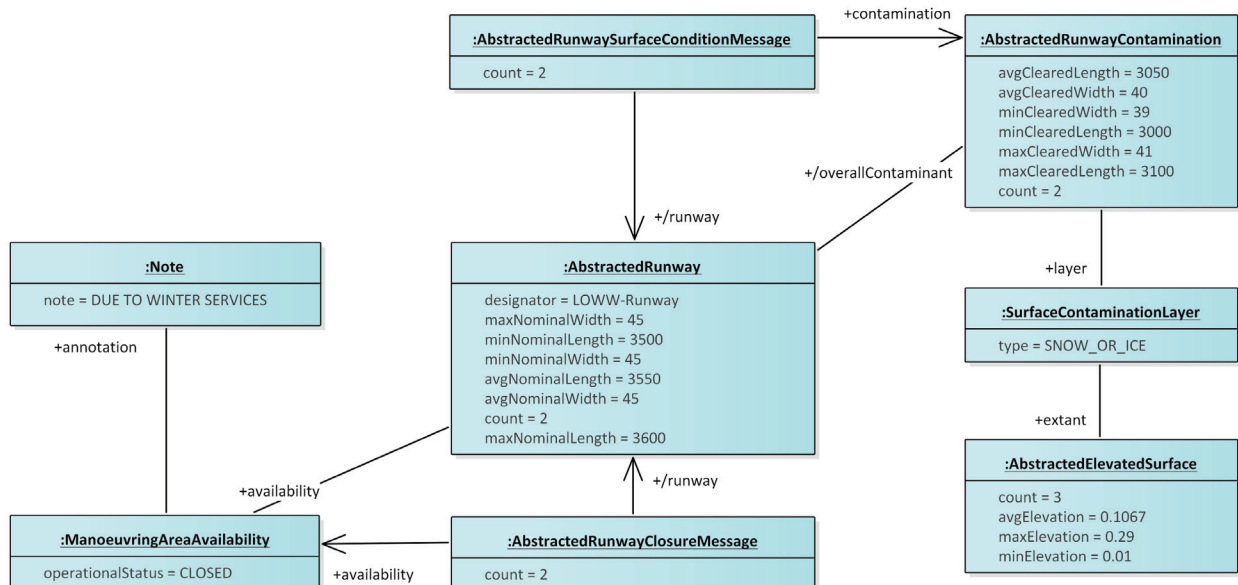 +contamination
:AbstractedRunwaySurfaceConditionMessage
count = 2
:AbstractedRunwayContamination
avgClearedLength = 3050
avgClearedWidth = 40
minClearedWidth = 39
minClearedLength = 3000
maxClearedWidth = 41
maxClearedLength = 3100
count = 2
+/overallContaminant
+/runway
:Note
note = DUE TO WINTER SERVICES
+annotation
:AbstractedRunway
designator = LOWW-Runway
maxNominalWidth = 45
minNominalLength = 3500
minNominalWidth = 45
avgNominalLength = 3550
avgNominalWidth = 45
count = 2
maxNominalLength = 3600
+layer
:SurfaceContaminationLayer
type = SNOW_OR_ICE
+extant
:AbstractedElevatedSurface
count = 3
avgElevation = 0.1067
maxElevation = 0.29
minElevation = 0.01
+availability
+/runway
:ManoeuvringAreaAvailability
operationalStatus = CLOSED
+availability
:AbstractedRunwayClosureMessage
count = 2